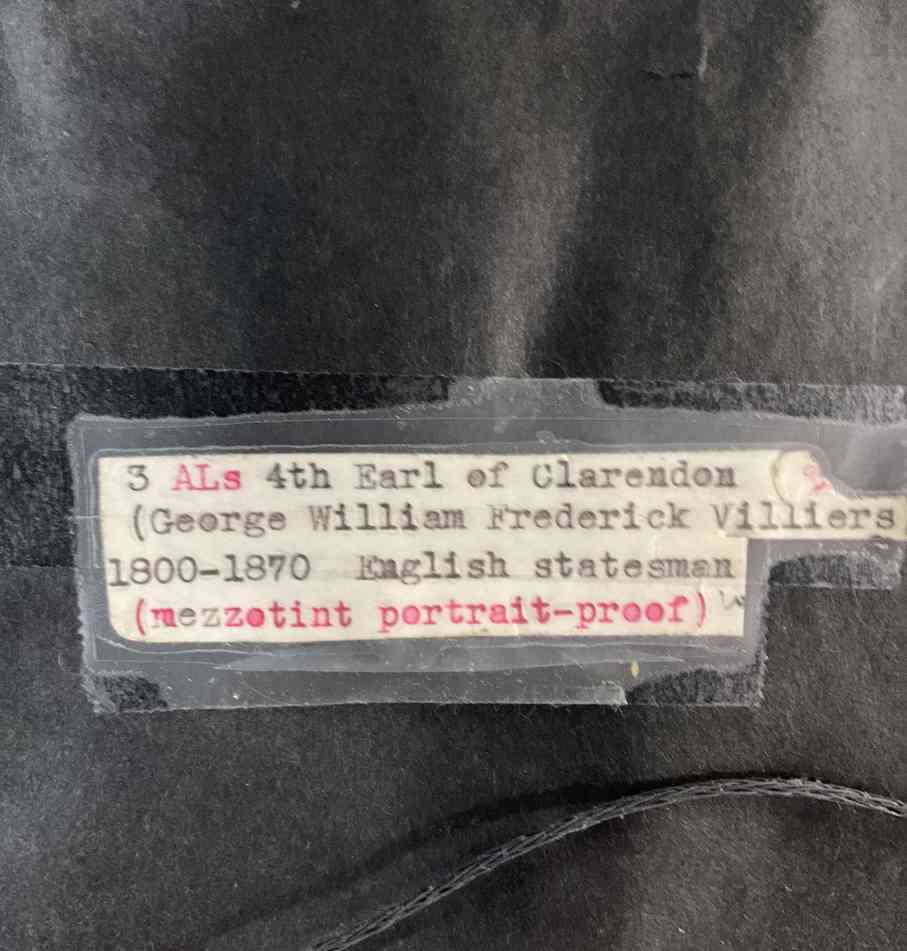 3 ALs 4th Earl of Clarendon
(George William Frederick Villiers
1800-1870 English statesman
(mezzotint portrait-proof)